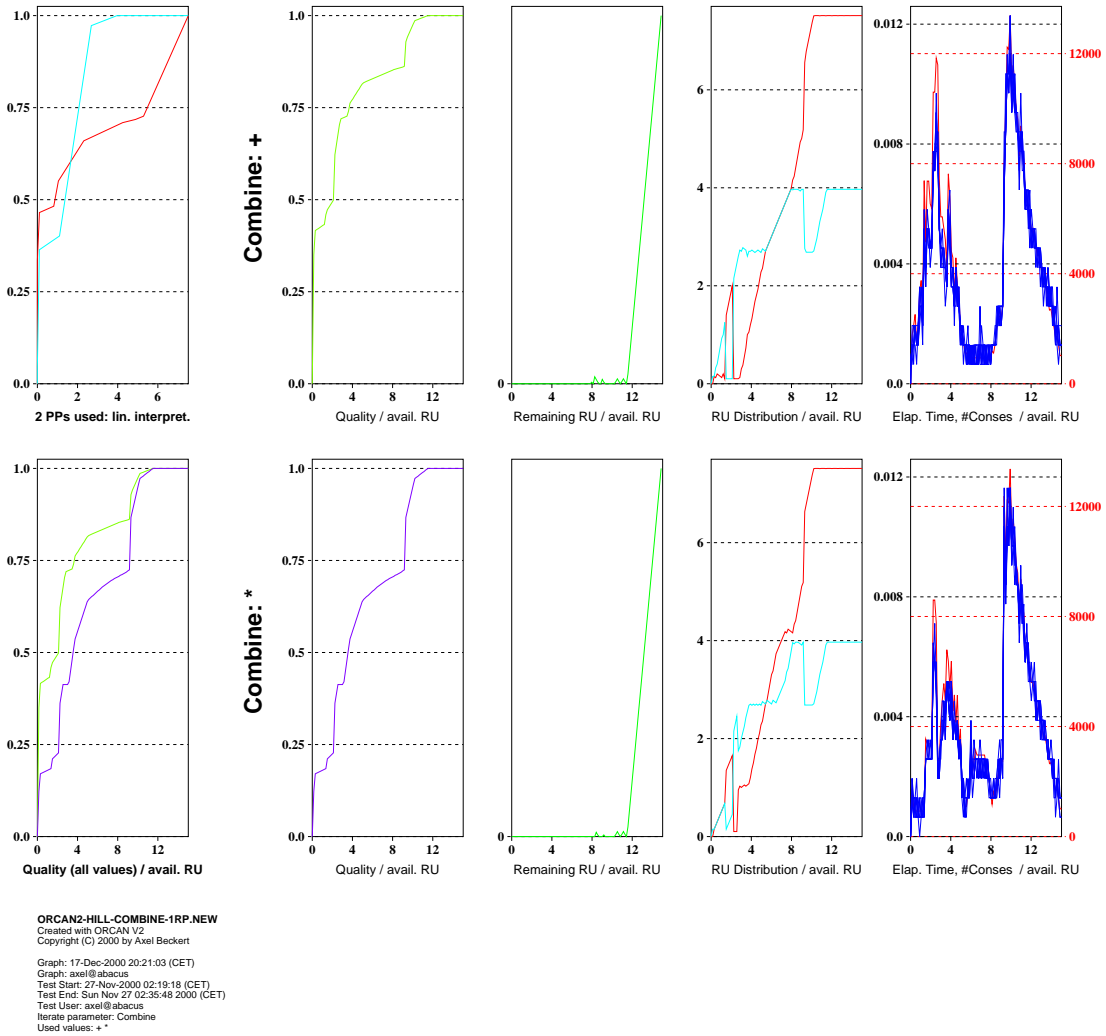 1.0
0.75
0.5
0.25
0.0
0 2 4 6
2 PPs used: lin. interpret.
Combine: +
1.0
0.75
0.5
0.25
0.0
0 4 8 12
Quality / avail. RU
0
0 4 8 12
Remaining RU / avail. RU
6
4
2
0
0 4 8 12
RU Distribution / avail. RU
0.012
0.008
0.004
0.0
12000
8000
4000
0
0 4 8 12
Elap. Time, #Conses / avail. RU
1.0
0.75
0.5
0.25
0.0
0 4 8 12
Quality (all values) / avail. RU
Combine: *
1.0
0.75
0.5
0.25
0.0
0 4 8 12
Quality / avail. RU
0
0 4 8 12
Remaining RU / avail. RU
6
4
2
0
0 4 8 12
RU Distribution / avail. RU
0.012
0.008
0.004
0.0
12000
8000
4000
0
0 4 8 12
Elap. Time, #Conses / avail. RU
ORCAN2-HILL-COMBINE-1RP.NEW
Created with ORCAN V2
Copyright (C) 2000 by Axel Beckert
Graph: 17-Dec-2000 20:21:03 (CET)
Graph: axel@abacus
Test Start: 27-Nov-2000 02:19:18 (CET)
Test End: Sun Nov 27 02:35:48 2000 (CET)
Test User: axel@abacus
Iterate parameter: Combine
Used values: + *